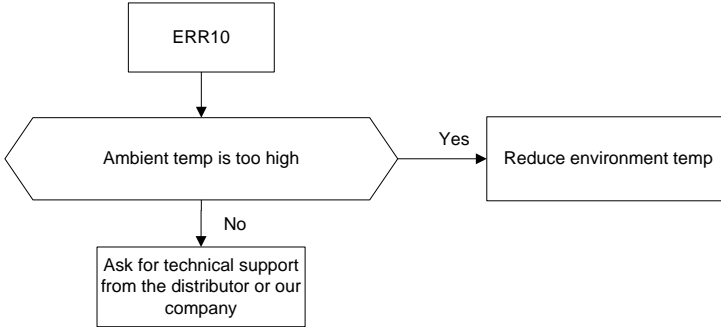 ERR10
Ambient temp is too high
Yes
Reduce environment temp
No
Ask for technical support
from the distributor or our
company